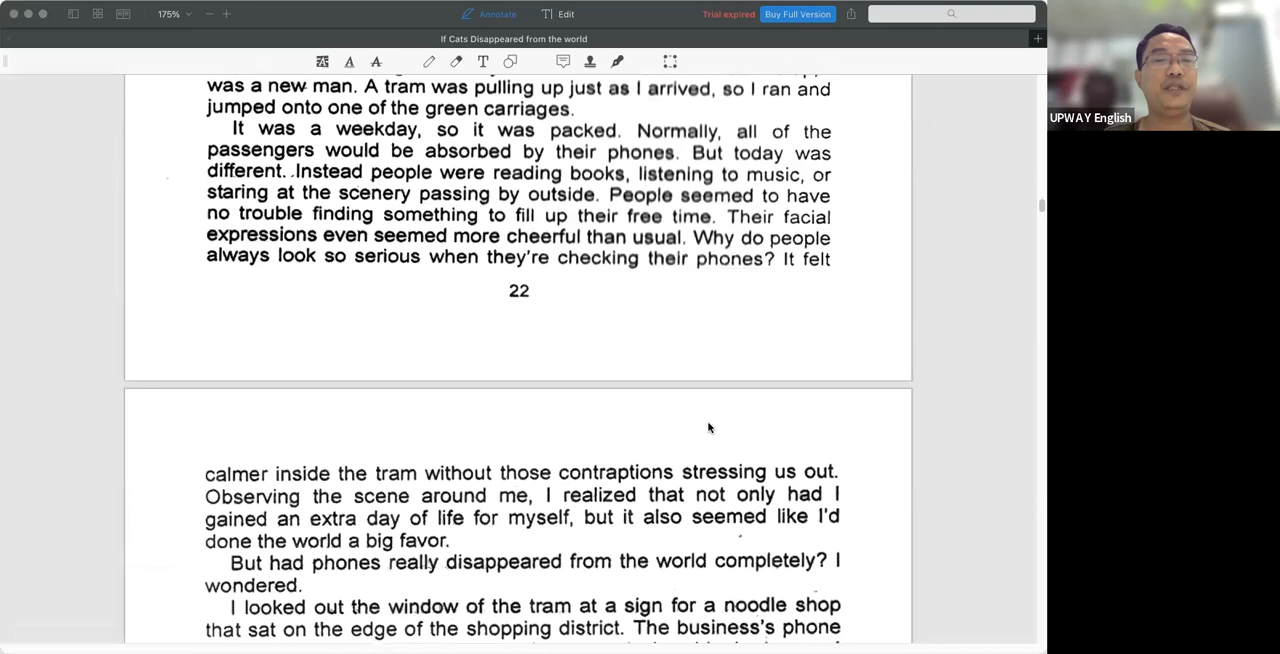 175%
Annotate
Edit
Trial expired
Buy Full Version
If Cats Disappeared from the world
was a new man. A tram was pulling up just as I arrived, so I ran and
jumped onto one of the green carriages.
It was a weekday, so it was packed. Normally, all of the
passengers would be absorbed by their phones. But today was
different. Instead people were reading books, listening to music, or
staring at the scenery passing by outside. People seemed to have
no trouble finding something to fill up their free time. Their facial
expressions even seemed more cheerful than usual. Why do people
always look so serious when they're checking their phones? It felt
22
calmer inside the tram without those contraptions stressing us out.
Observing the scene around me, I realized that not only had I
gained an extra day of life for myself, but it also seemed like I'd
done the world a big favor.
But had phones really disappeared from the world completely? I
wondered.
I looked out the window of the tram at a sign for a noodle shop
that sat on the edge of the shopping district. The business's phone
UPWAY English